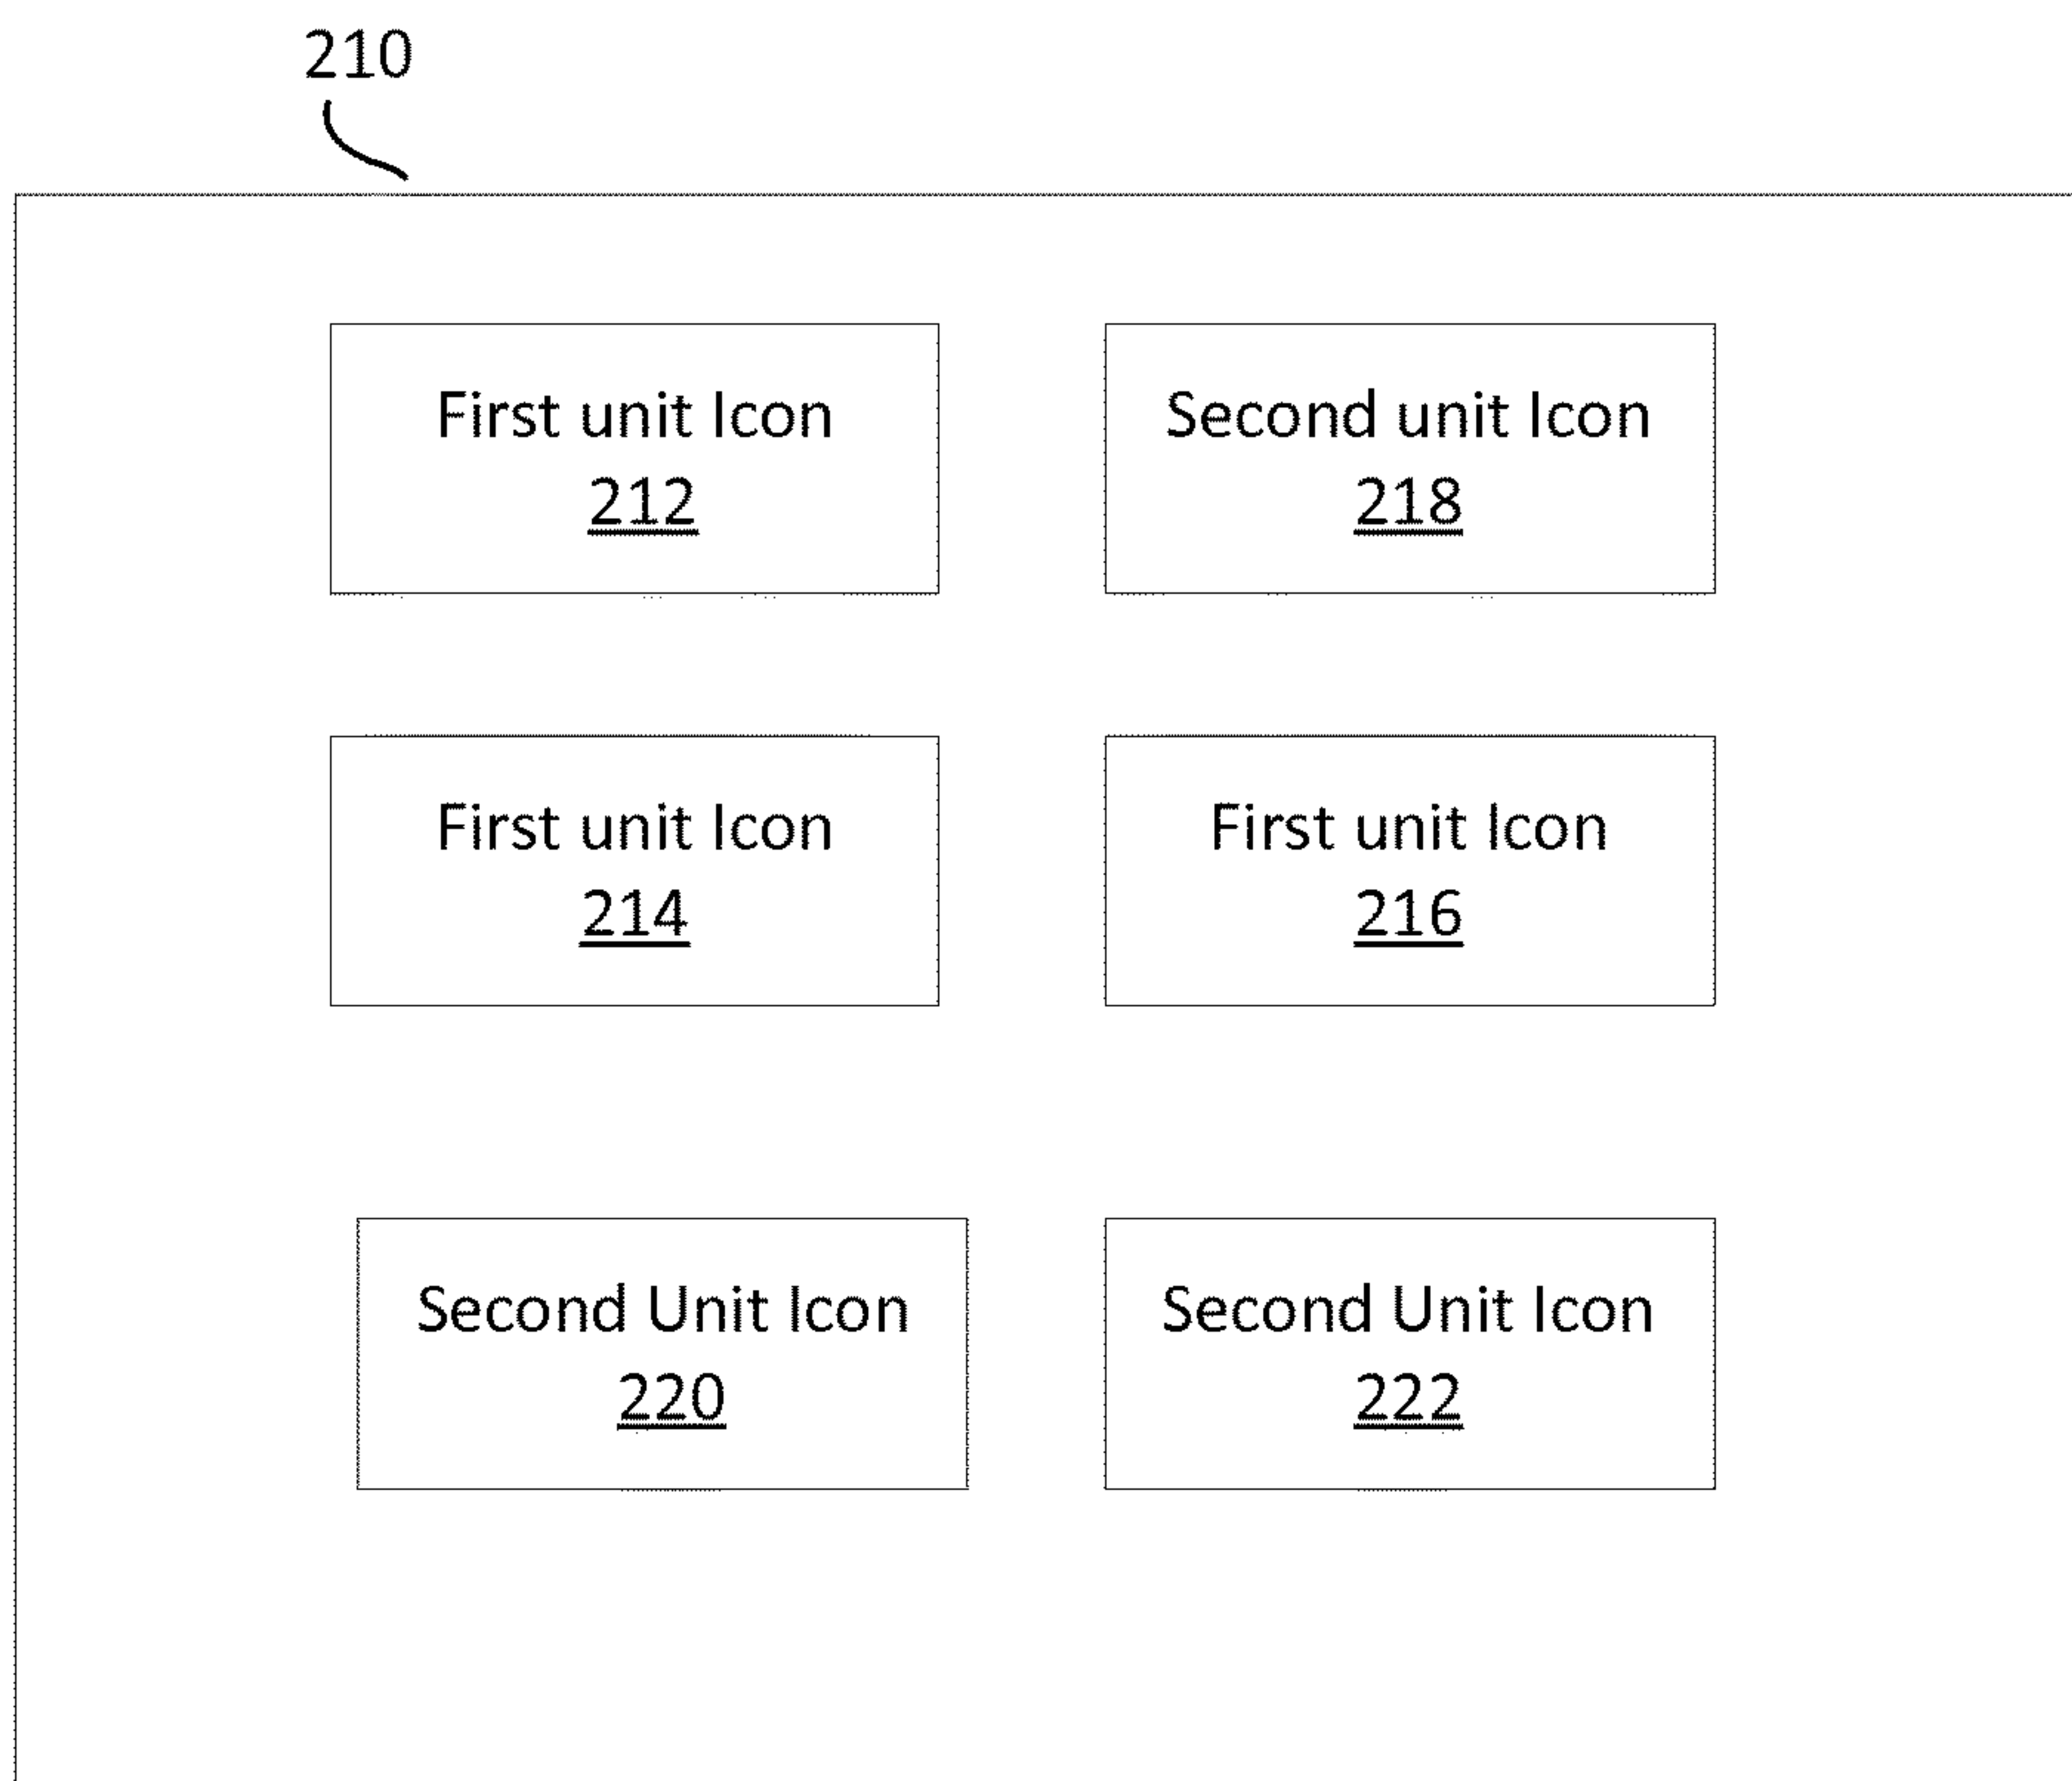 210
First unit Icon
212
Second unit Icon
218
First unit Icon
214
First unit Icon
216
Second Unit Icon
220
Second Unit Icon
222